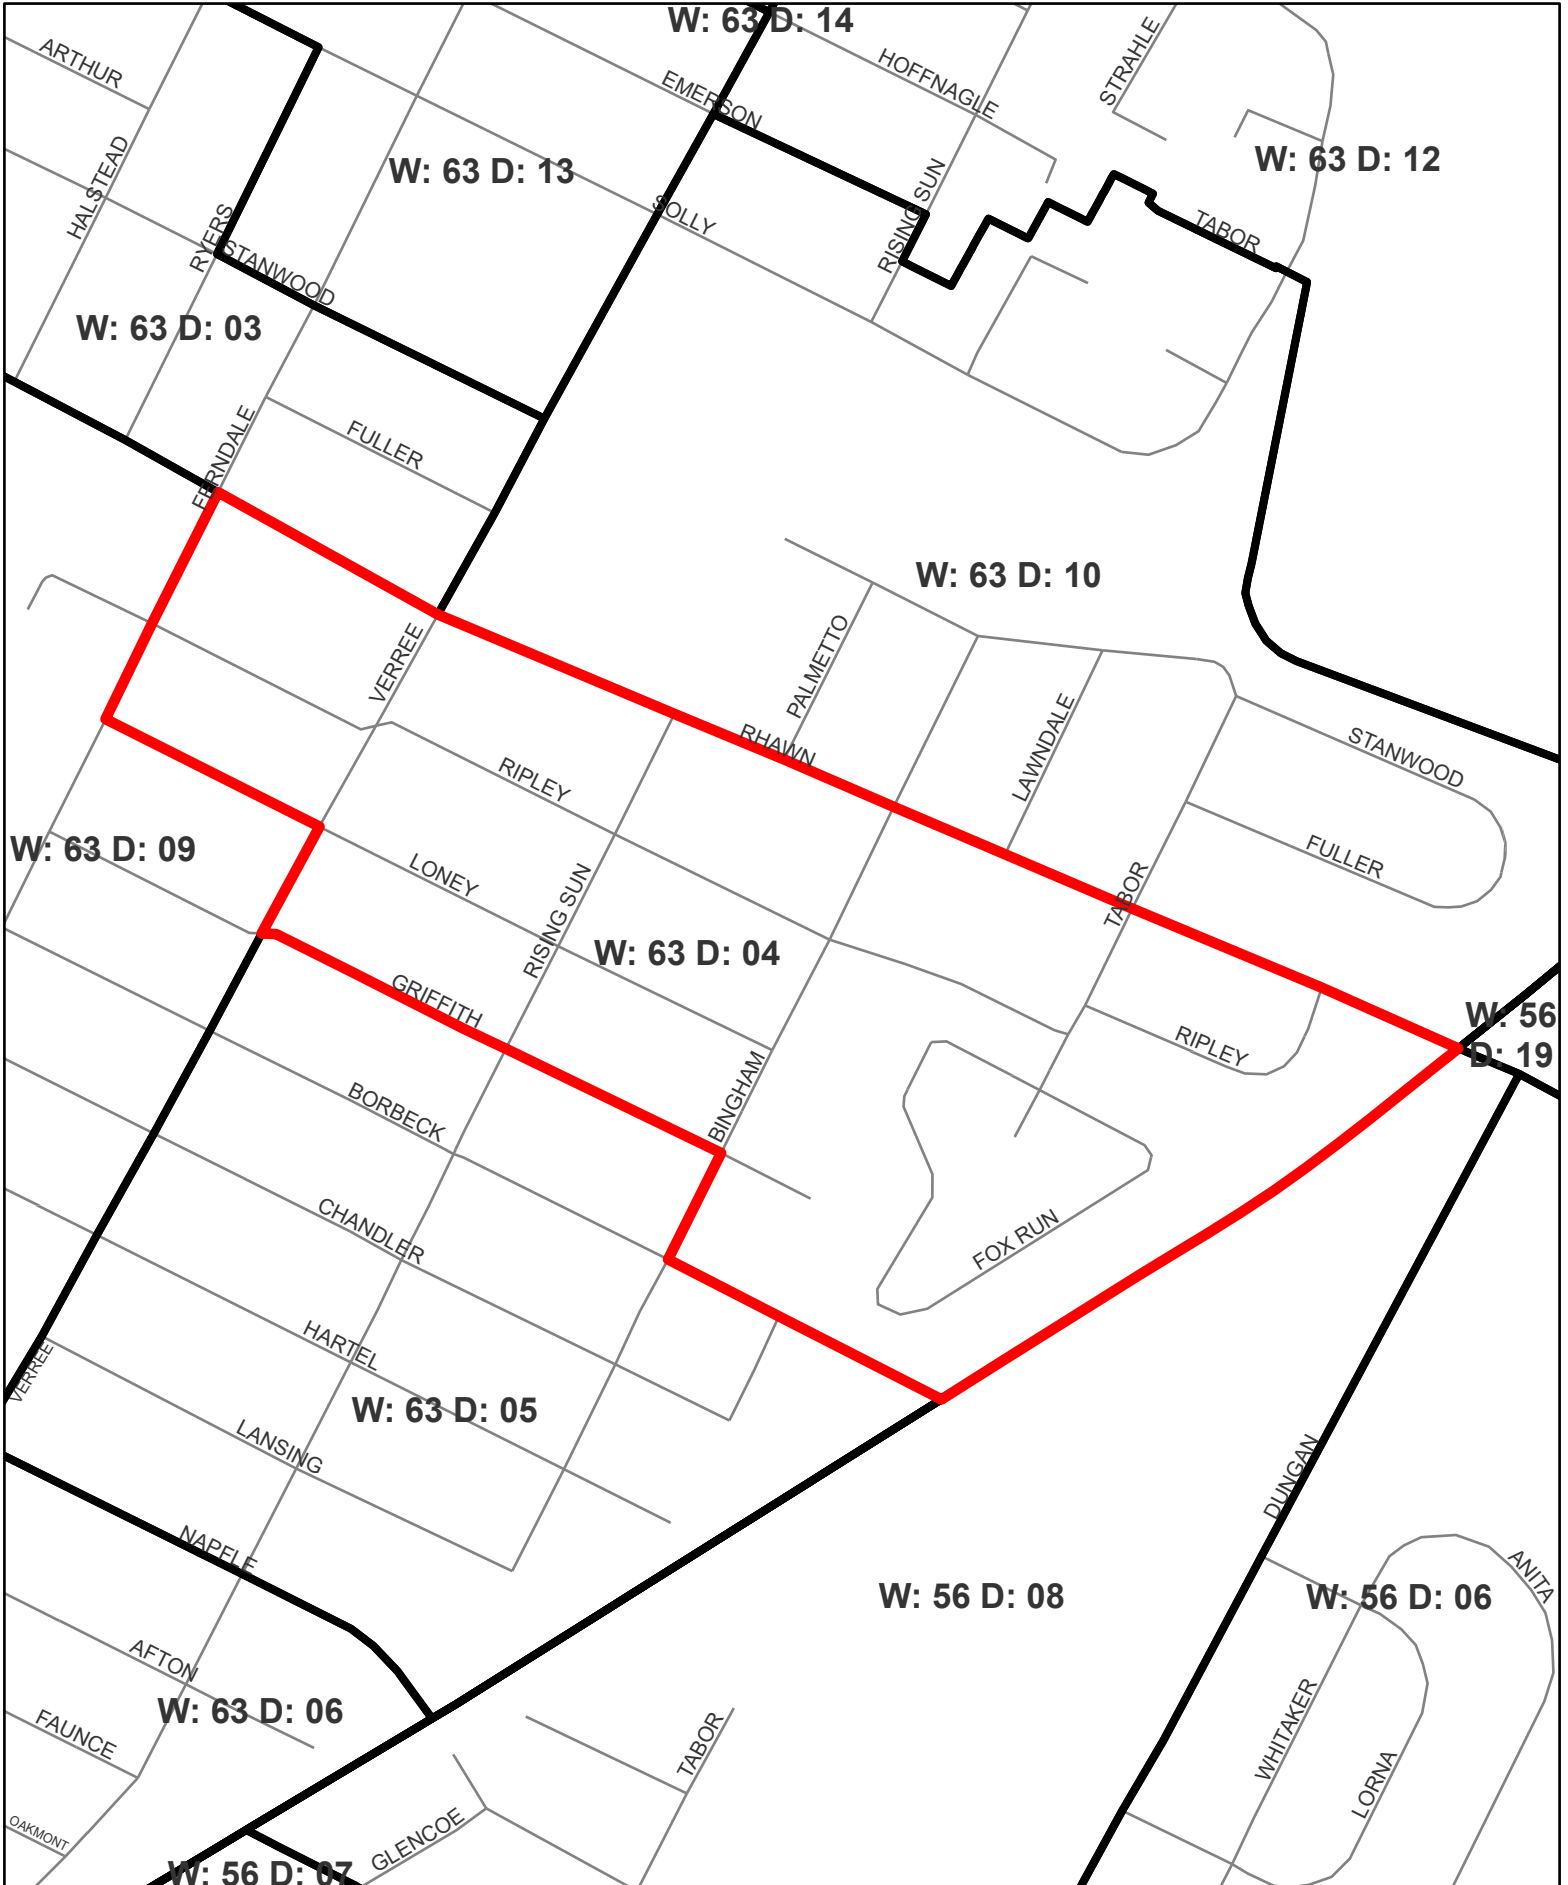 W: 63 D: 14
ARTHUR
EMERSON
HOFFNAGLE
STRAHLE
W: 63 D: 12
W: 63 D: 13
HALSTEAD
RYERS
STANWOOD
SOLLY
RISING SUN
TABOR
W: 63 D: 03
FERNDALE
FULLER
W: 63 D: 10
VERREE
PALMETTO
RHAWN
LAWNDALE
STANWOOD
RIPLEY
FULLER
W: 63 D: 09
LONEY
RISING SUN
TABOR
W: 63 D: 04
GRIFFITH
W: 56
D: 19
RIPLEY
BINGHAM
BORBECK
CHANDLER
FOX RUN
HARTEL
VERREE
W: 63 D: 05
LANSING
DUNGAN
NAPFLE
ANITA
W: 56 D: 08
W: 56 D: 06
AFTON
W: 63 D: 06
FAUNCE
TABOR
WHITAKER
LORNA
OAKMONT
GLENCOE
W: 56 D: 07